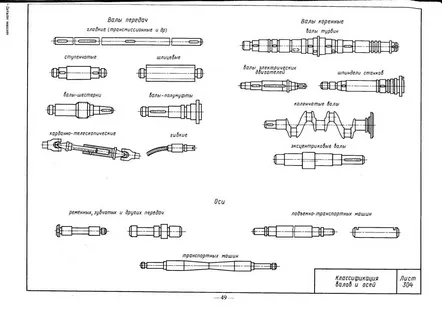 Валы передач
гладкие (трансмиссионные и др)
ступенчатые
шлицевые
валы-шестерни
валы-полумуфты
карданно-телескопические
гибкие
Валы коренные
валы турбин
валы электрических
двигателей
шпиндели станков
коленчатые валы
эксцентриковые валы
Оси
ременных, зубчатых и других передач
подъемно-транспортных машин
транспортных машин
Классификация
валов и осей
Лист
304
—49—